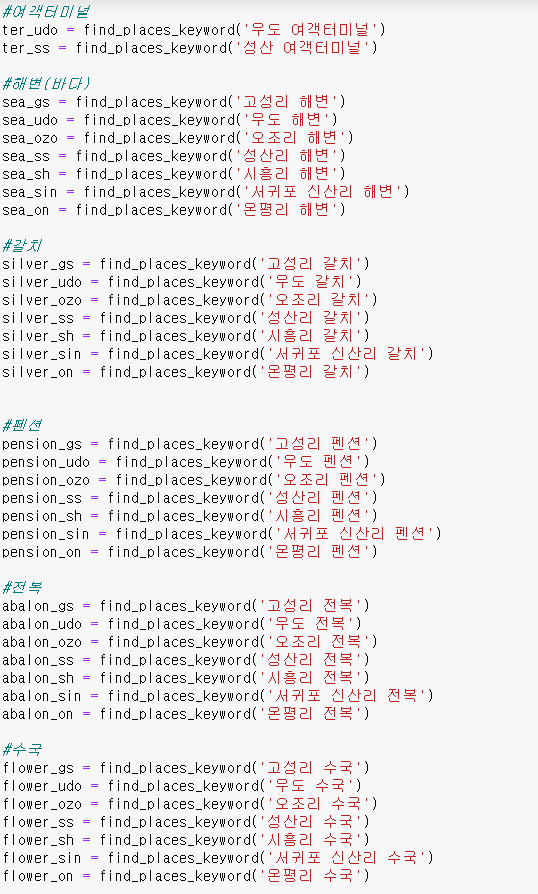 #여객터미널
ter_udo = find_places_keyword('우도 여객터미널')
ter_ss = find_places_keyword('성산 여객터미널')
#해변(바다)
sea_gs = find_places_keyword('고성리 해변')
sea_udo = find_places_keyword('우도 해변')
sea_ozo = find_places_keyword('오조리 해변')
sea_ss = find_places_keyword('성산리 해변')
sea_sh = find_places_keyword('시흥리 해변')
sea_sin = find_places_keyword('서귀포 신산리 해변')
sea_on = find_places_keyword('온평리 해변')
#갈치
silver_gs = find_places_keyword('고성리 갈치')
silver_udo = find_places_keyword('우도 갈치')
silver_ozo = find_places_keyword('오조리 갈치')
silver_ss = find_places_keyword('성산리 갈치')
silver_sh = find_places_keyword('시흥리 갈치')
silver_sin = find_places_keyword('서귀포 신산리 갈치')
silver_on = find_places_keyword('온평리 갈치')
#펜션
pension_gs = find_places_keyword('고성리 펜션')
pension_udo = find_places_keyword('우도 펜션')
pension_ozo = find_places_keyword('오조리 펜션')
pension_ss = find_places_keyword('성산리 펜션')
pension_sh = find_places_keyword('시흥리 펜션')
pension_sin = find_places_keyword('서귀포 신산리 펜션')
pension_on = find_places_keyword('온평리 펜션')
#전복
abalon_gs = find_places_keyword('고성리 전복')
abalon_udo = find_places_keyword('우도 전복')
abalon_ozo = find_places_keyword('오조리 전복')
abalon_ss = find_places_keyword('성산리 전복')
abalon_sh = find_places_keyword('시흥리 전복')
abalon_sin = find_places_keyword('서귀포 신산리 전복')
abalon_on = find_places_keyword('온평리 전복')
#수국
flower_gs = find_places_keyword('고성리 수국')
flower_udo = find_places_keyword('우도 수국')
flower_ozo = find_places_keyword('오조리 수국')
flower_ss = find_places_keyword('성산리 수국')
flower_sh = find_places_keyword('시흥리 수국')
flower_sin = find_places_keyword('서귀포 신산리 수국')
flower_on = find_places_keyword('온평리 수국')